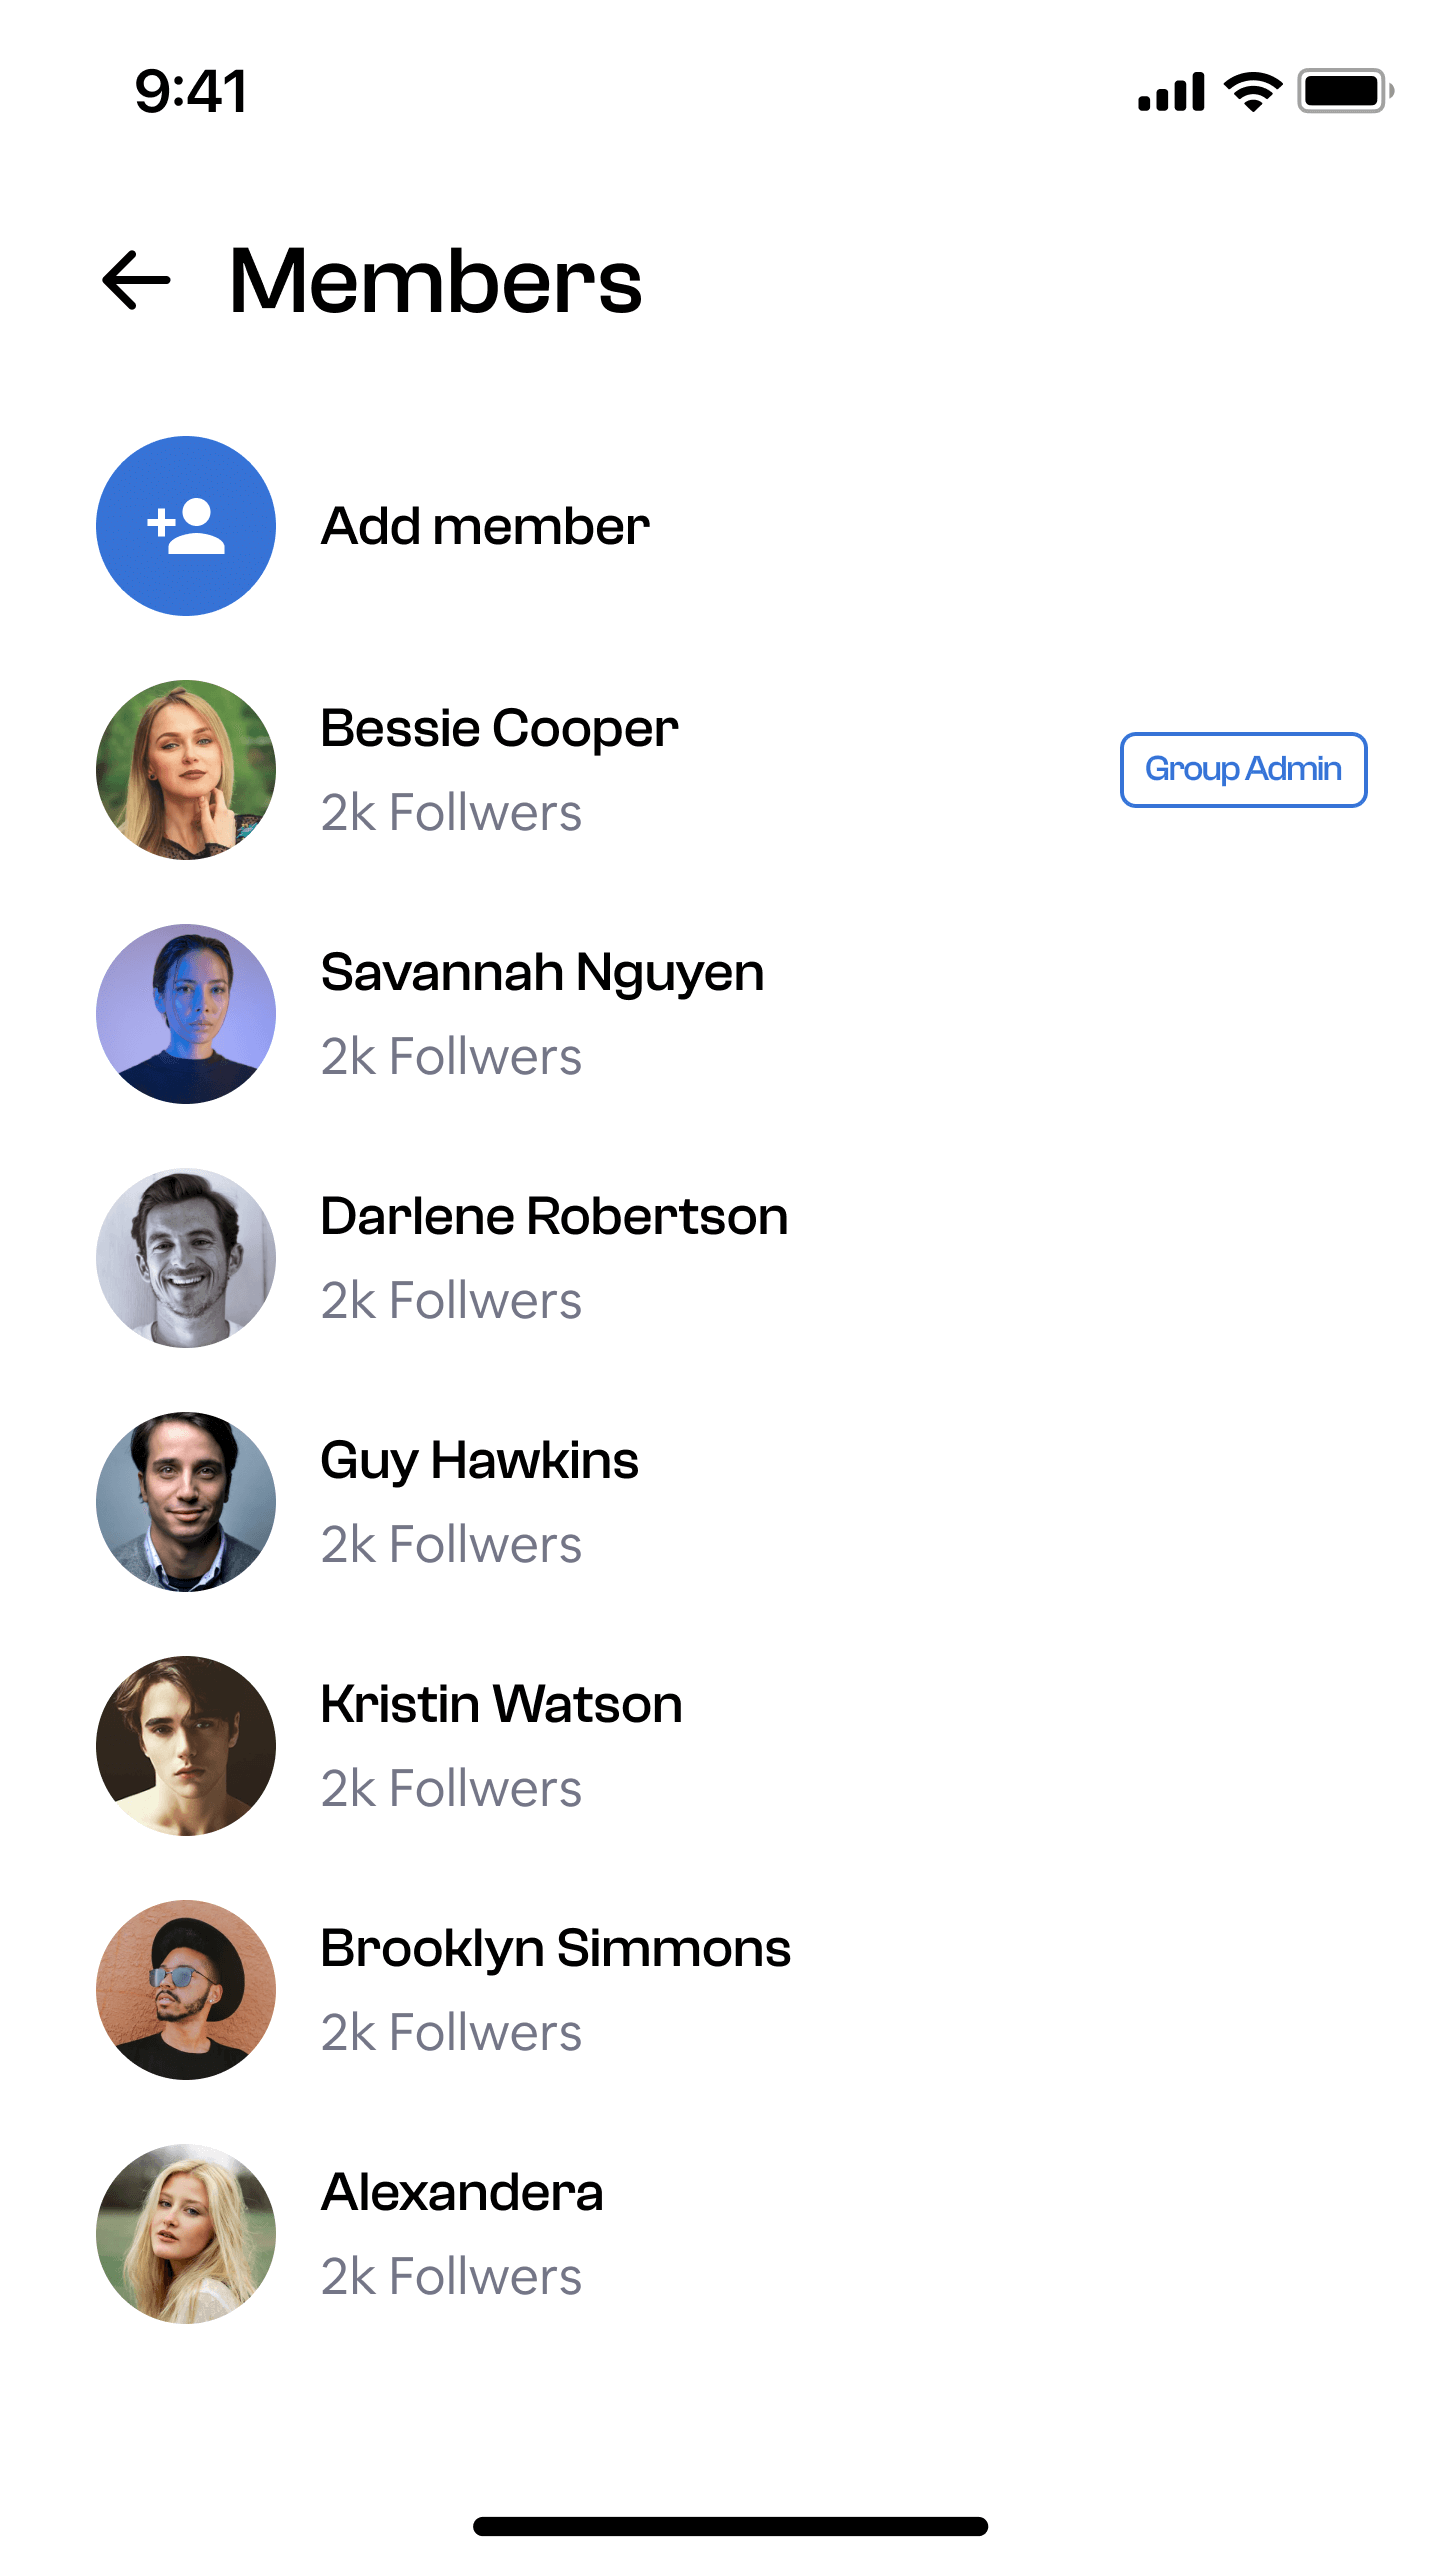 9:41
Members
Add member
Bessie Cooper
2k Follwers
Group Admin
Savannah Nguyen
2k Follwers
Darlene Robertson
2k Follwers
Guy Hawkins
2k Follwers
Kristin Watson
2k Follwers
Brooklyn Simmons
2k Follwers
Alexandera
2k Follwers